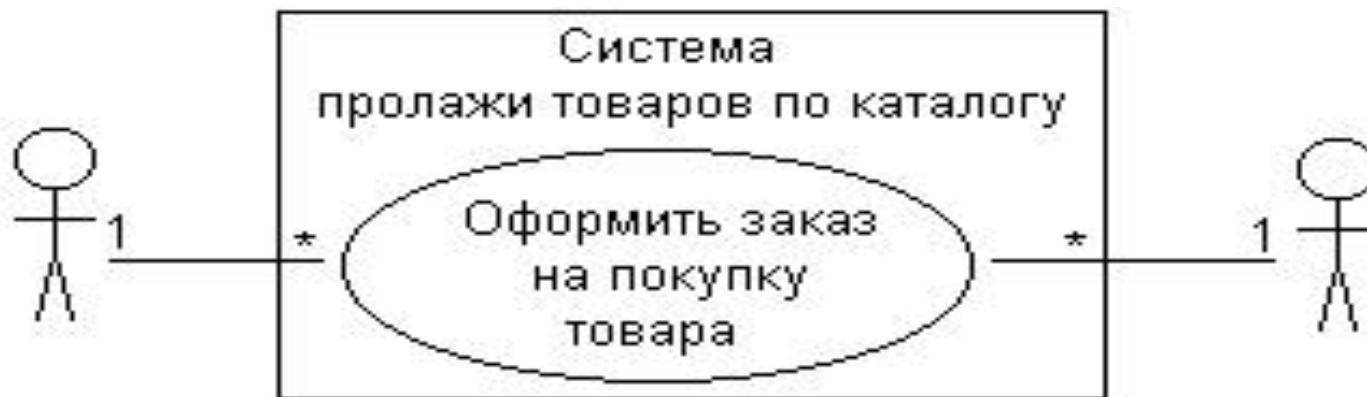 Система
пролажи товаров по каталогу
1 * Оформить заказ * 1
на покупку
товара